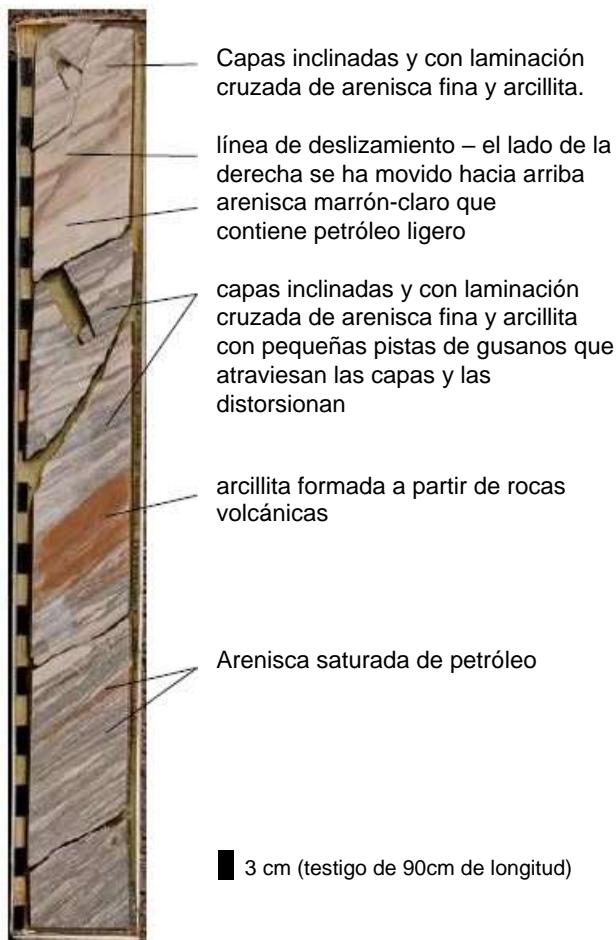 Capas inclinadas y con laminación
cruzada de arenisca fina y arcillita.
línea de deslizamiento – el lado de la
derecha se ha movido hacia arriba
arenisca marrón-claro que
contiene petróleo ligero
capas inclinadas y con laminación
cruzada de arenisca fina y arcillita
con pequeñas pistas de gusanos que
atraviesan las capas y las
distorsionan
arcillita formada a partir de rocas
volcánicas
Arenisca saturada de petróleo
3 cm (testigo de 90cm de longitud)